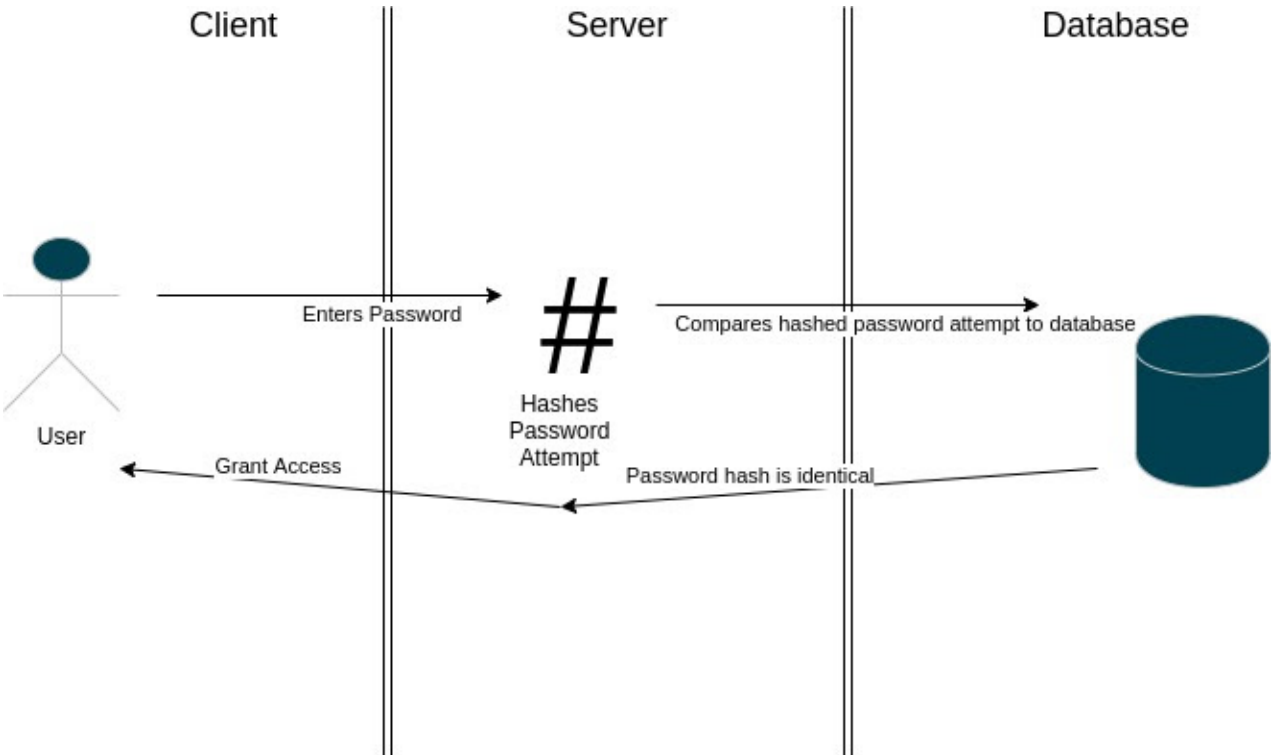 Client
Server
Database
Enters Password
Compares hashed password attempt to database
Hashes
Password
Attempt
User
Grant Access
Password hash is identical